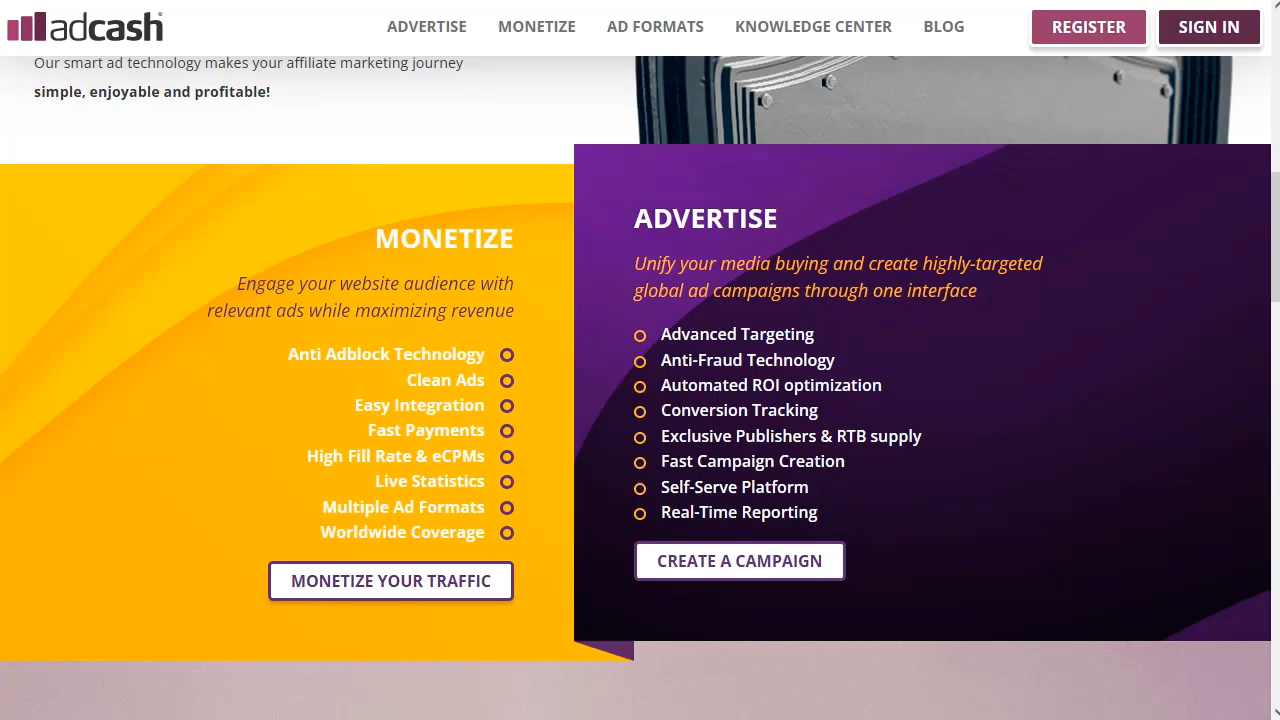 adcash
ADVERTISE MONETIZE AD FORMATS KNOWLEDGE CENTER BLOG REGISTER SIGN IN
Our smart ad technology makes your affiliate marketing journey
simple, enjoyable and profitable!
MONETIZE
Engage your website audience with
relevant ads while maximizing revenue
Anti Adblock Technology
Clean Ads
Easy Integration
Fast Payments
High Fill Rate & eCPMs
Live Statistics
Multiple Ad Formats
Worldwide Coverage
MONETIZE YOUR TRAFFIC
ADVERTISE
Unify your media buying and create highly-targeted
global ad campaigns through one interface
Advanced Targeting
Anti-Fraud Technology
Automated ROI optimization
Conversion Tracking
Exclusive Publishers & RTB supply
Fast Campaign Creation
Self-Serve Platform
Real-Time Reporting
CREATE A CAMPAIGN